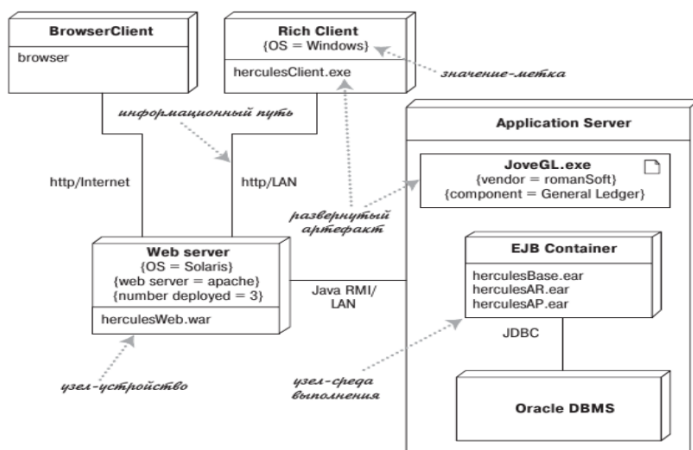 BrowserClient
browser
Rich Client
{OS = Windows}
herculesClient.exe
значение-метка
информационный путь
http/Internet
http/LAN
Application Server
JoveGL.exe
{vendor = romanSoft}
{component = General Ledger}
развернутый
артефакт
Web server
{OS = Solaris}
{web server = apache}
{number deployed = 3}
herculesWeb.war
Java RMI/
LAN
EJB Container
herculesBase.ear
herculesAR.ear
herculesAP.ear
JDBC
узел-устройство
узел-среда
выполнения
Oracle DBMS